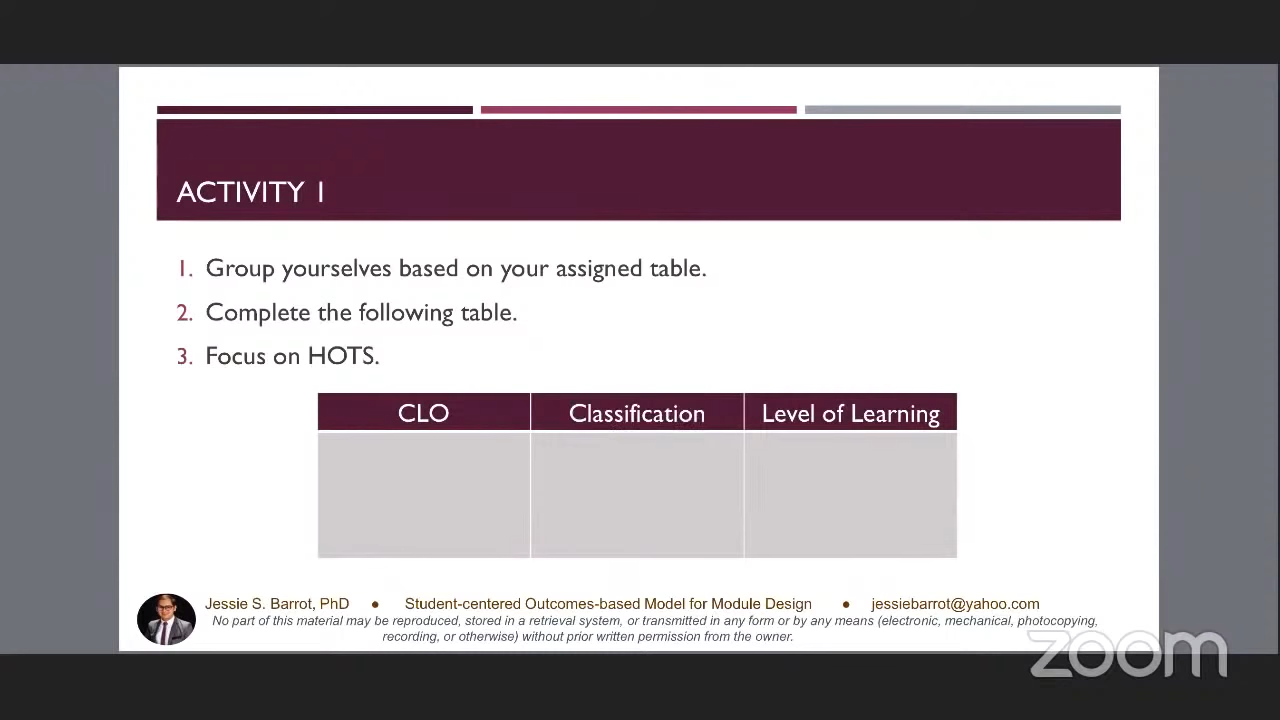 ACTIVITY 1
1. Group yourselves based on your assigned table.
2. Complete the following table.
3. Focus on HOTS.
CLO Classification Level of Learning
Jessie S. Barrot, PhD ● Student-centered Outcomes-based Model for Module Design ● jessiebarrot@yahoo.com
No part of this material may be reproduced, stored in a retrieval system, or transmitted in any form or by any means (electronic, mechanical, photocopying,
recording, or otherwise) without prior written permission from the owner.
zoom